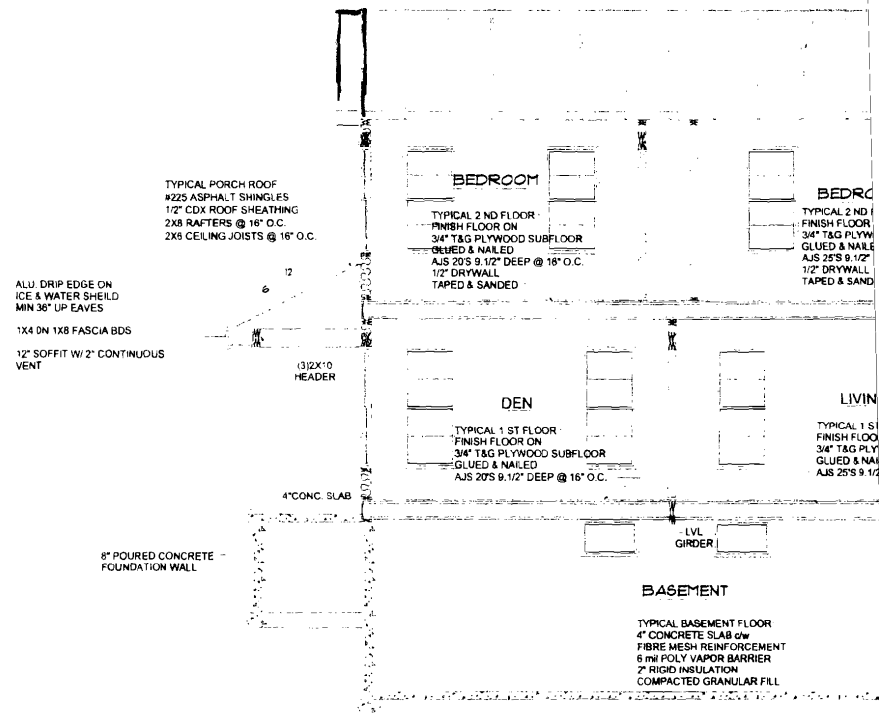 TYPICAL PORCH ROOF
#225 ASPHALT SHINGLES
1/2" CDX ROOF SHEATHING
2X8 RAFTERS @ 16" O.C.
2X6 CEILING JOISTS @ 16" O.C.
12
6
ALU. DRIP EDGE ON
ICE & WATER SHEILD
MIN 36" UP EAVES
1X4 ON 1X8 FASCIA BDS
12" SOFFIT W/ 2" CONTINUOUS
VENT
(3)2X10
HEADER
BEDROOM
TYPICAL 2 ND FLOOR
FINISH FLOOR ON
3/4" T&G PLYWOOD SUBFLOOR
GLUED & NAILED
AJS 20'S 9.1/2" DEEP @ 16" O.C.
1/2" DRYWALL
TAPED & SANDED
BEDRO
TYPICAL 2 ND F
FINISH FLOOR
3/4" T&G PLYW
GLUED & NAILE
AJS 25'S 9.1/2"
1/2" DRYWALL
TAPED & SAND
DEN
TYPICAL 1 ST FLOOR
FINISH FLOOR ON
3/4" T&G PLYWOOD SUBFLOOR
GLUED & NAILED
AJS 20'S 9.1/2" DEEP @ 16" O.C.
LIVIN
TYPICAL 1 S
FINISH FLOO
3/4" T&G PLY
GLUED & NAI
AJS 25'S 9.1/2
4"CONC. SLAB
8" POURED CONCRETE
FOUNDATION WALL
LVL
GIRDER
BASEMENT
TYPICAL BASEMENT FLOOR
4" CONCRETE SLAB c/w
FIBRE MESH REINFORCEMENT
6 mil POLY VAPOR BARRIER
2" RIGID INSULATION
COMPACTED GRANULAR FILL